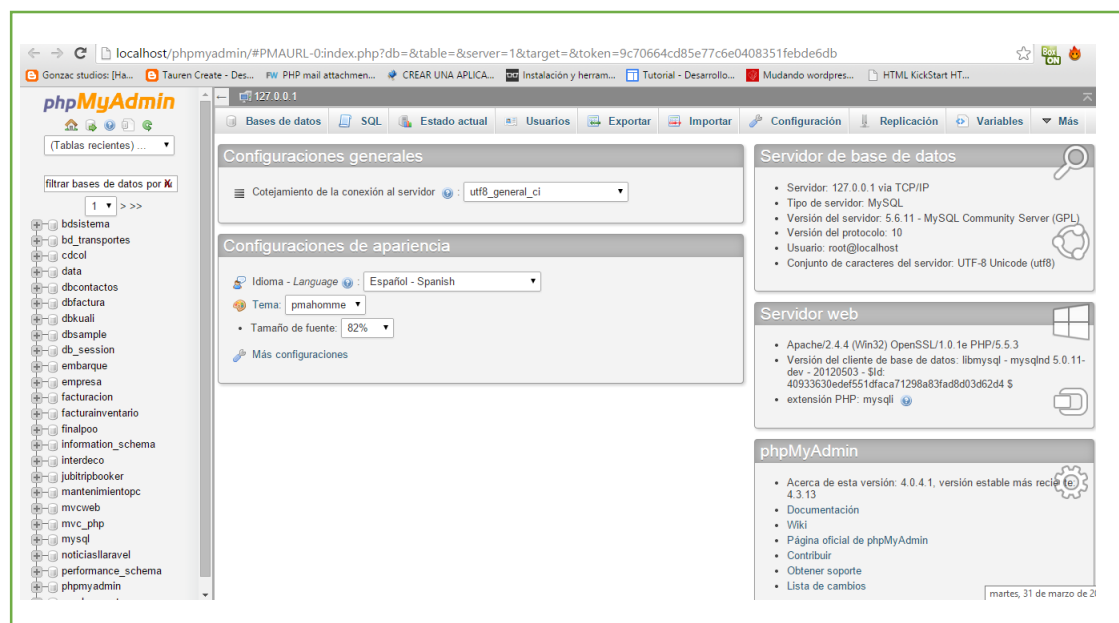 localhost/phpmyadmin/#PMAURL-0:index.php?db=&table=&server=1&target=&token=9c70664cd85e77c6e0408351febde6db
Gonzac studios: [Ha... Tauren Create - Des... PHP mail attachmen... CREAR UNA APLICA... Instalación y herram... Tutorial - Desarrollo... Mudando wordpres... HTML KickStart HT...
phpMyAdmin
(Tablas recientes) ...
filtrar bases de datos por
X
1 > >>
bdsistema
bd_transportes
cdcol
data
dbcontactos
dbfactura
dbkuali
dbsample
db_session
embarque
empresa
facturacion
facturainventario
finalpoo
information_schema
interdeco
jubitripbooker
mantenimientopc
mvcweb
mvc_php
mysql
noticiasllaravel
performance_schema
phpmyadmin
127.0.0.1
Bases de datos SQL Estado actual Usuarios Exportar Importar Configuración Replicación Variables Más
Configuraciones generales
Cotejamiento de la conexión al servidor : utf8_general_ci
Configuraciones de apariencia
Idioma - Language : Español - Spanish
Tema: pmahomme
Tamaño de fuente: 82%
Más configuraciones
Servidor de base de datos
Servidor: 127.0.0.1 via TCP/IP
Tipo de servidor: MySQL
Versión del servidor: 5.6.11 - MySQL Community Server (GPL)
Versión del protocolo: 10
Usuario: root@localhost
Conjunto de caracteres del servidor: UTF-8 Unicode (utf8)
Servidor web
Apache/2.4.4 (Win32) OpenSSL/1.0.1e PHP/5.5.3
Versión del cliente de base de datos: libmysql - mysqlnd 5.0.11-
dev - 20120503 - $Id:
40933630edef551dfaca71298a83fad8d03d62d4 $
extensión PHP: mysqli
phpMyAdmin
Acerca de esta versión: 4.0.4.1, versión estable más reciente:
4.3.13
Documentación
Wiki
Página oficial de phpMyAdmin
Contribuir
Obtener soporte
Lista de cambios
martes, 31 de marzo de